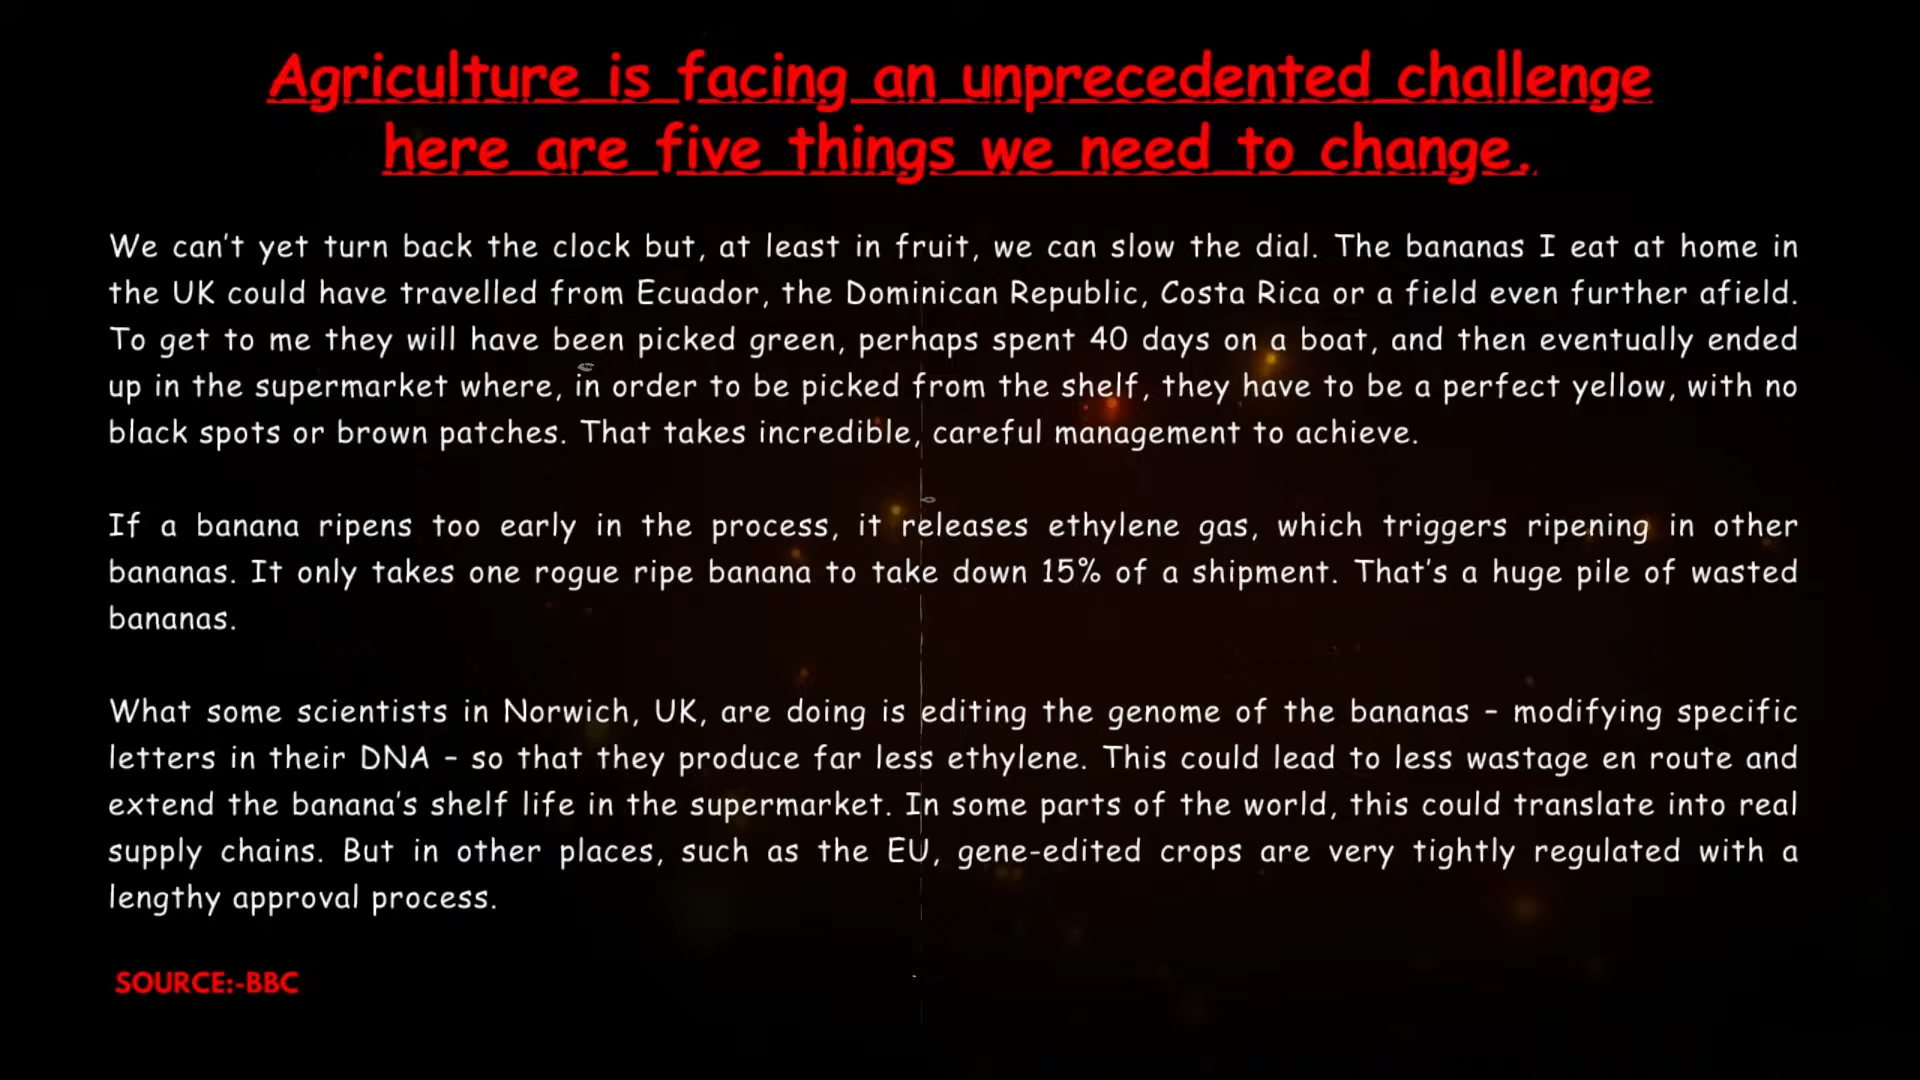 Agriculture is facing an unprecedented challenge
here are five things we need to change.
We can't yet turn back the clock but, at least in fruit, we can slow the dial. The bananas I eat at home in
the UK could have travelled from Ecuador, the Dominican Republic, Costa Rica or a field even further afield.
To get to me they will have been picked green, perhaps spent 40 days on a boat, and then eventually ended
up in the supermarket where, in order to be picked from the shelf, they have to be a perfect yellow, with no
black spots or brown patches. That takes incredible, careful management to achieve.
If a banana ripens too early in the process, it releases ethylene gas, which triggers ripening in other
bananas. It only takes one rogue ripe banana to take down 15% of a shipment. That's a huge pile of wasted
bananas.
What some scientists in Norwich, UK, are doing is editing the genome of the bananas – modifying specific
letters in their DNA – so that they produce far less ethylene. This could lead to less wastage en route and
extend the banana's shelf life in the supermarket. In some parts of the world, this could translate into real
supply chains. But in other places, such as the EU, gene-edited crops are very tightly regulated with a
lengthy approval process.
SOURCE:-BBC